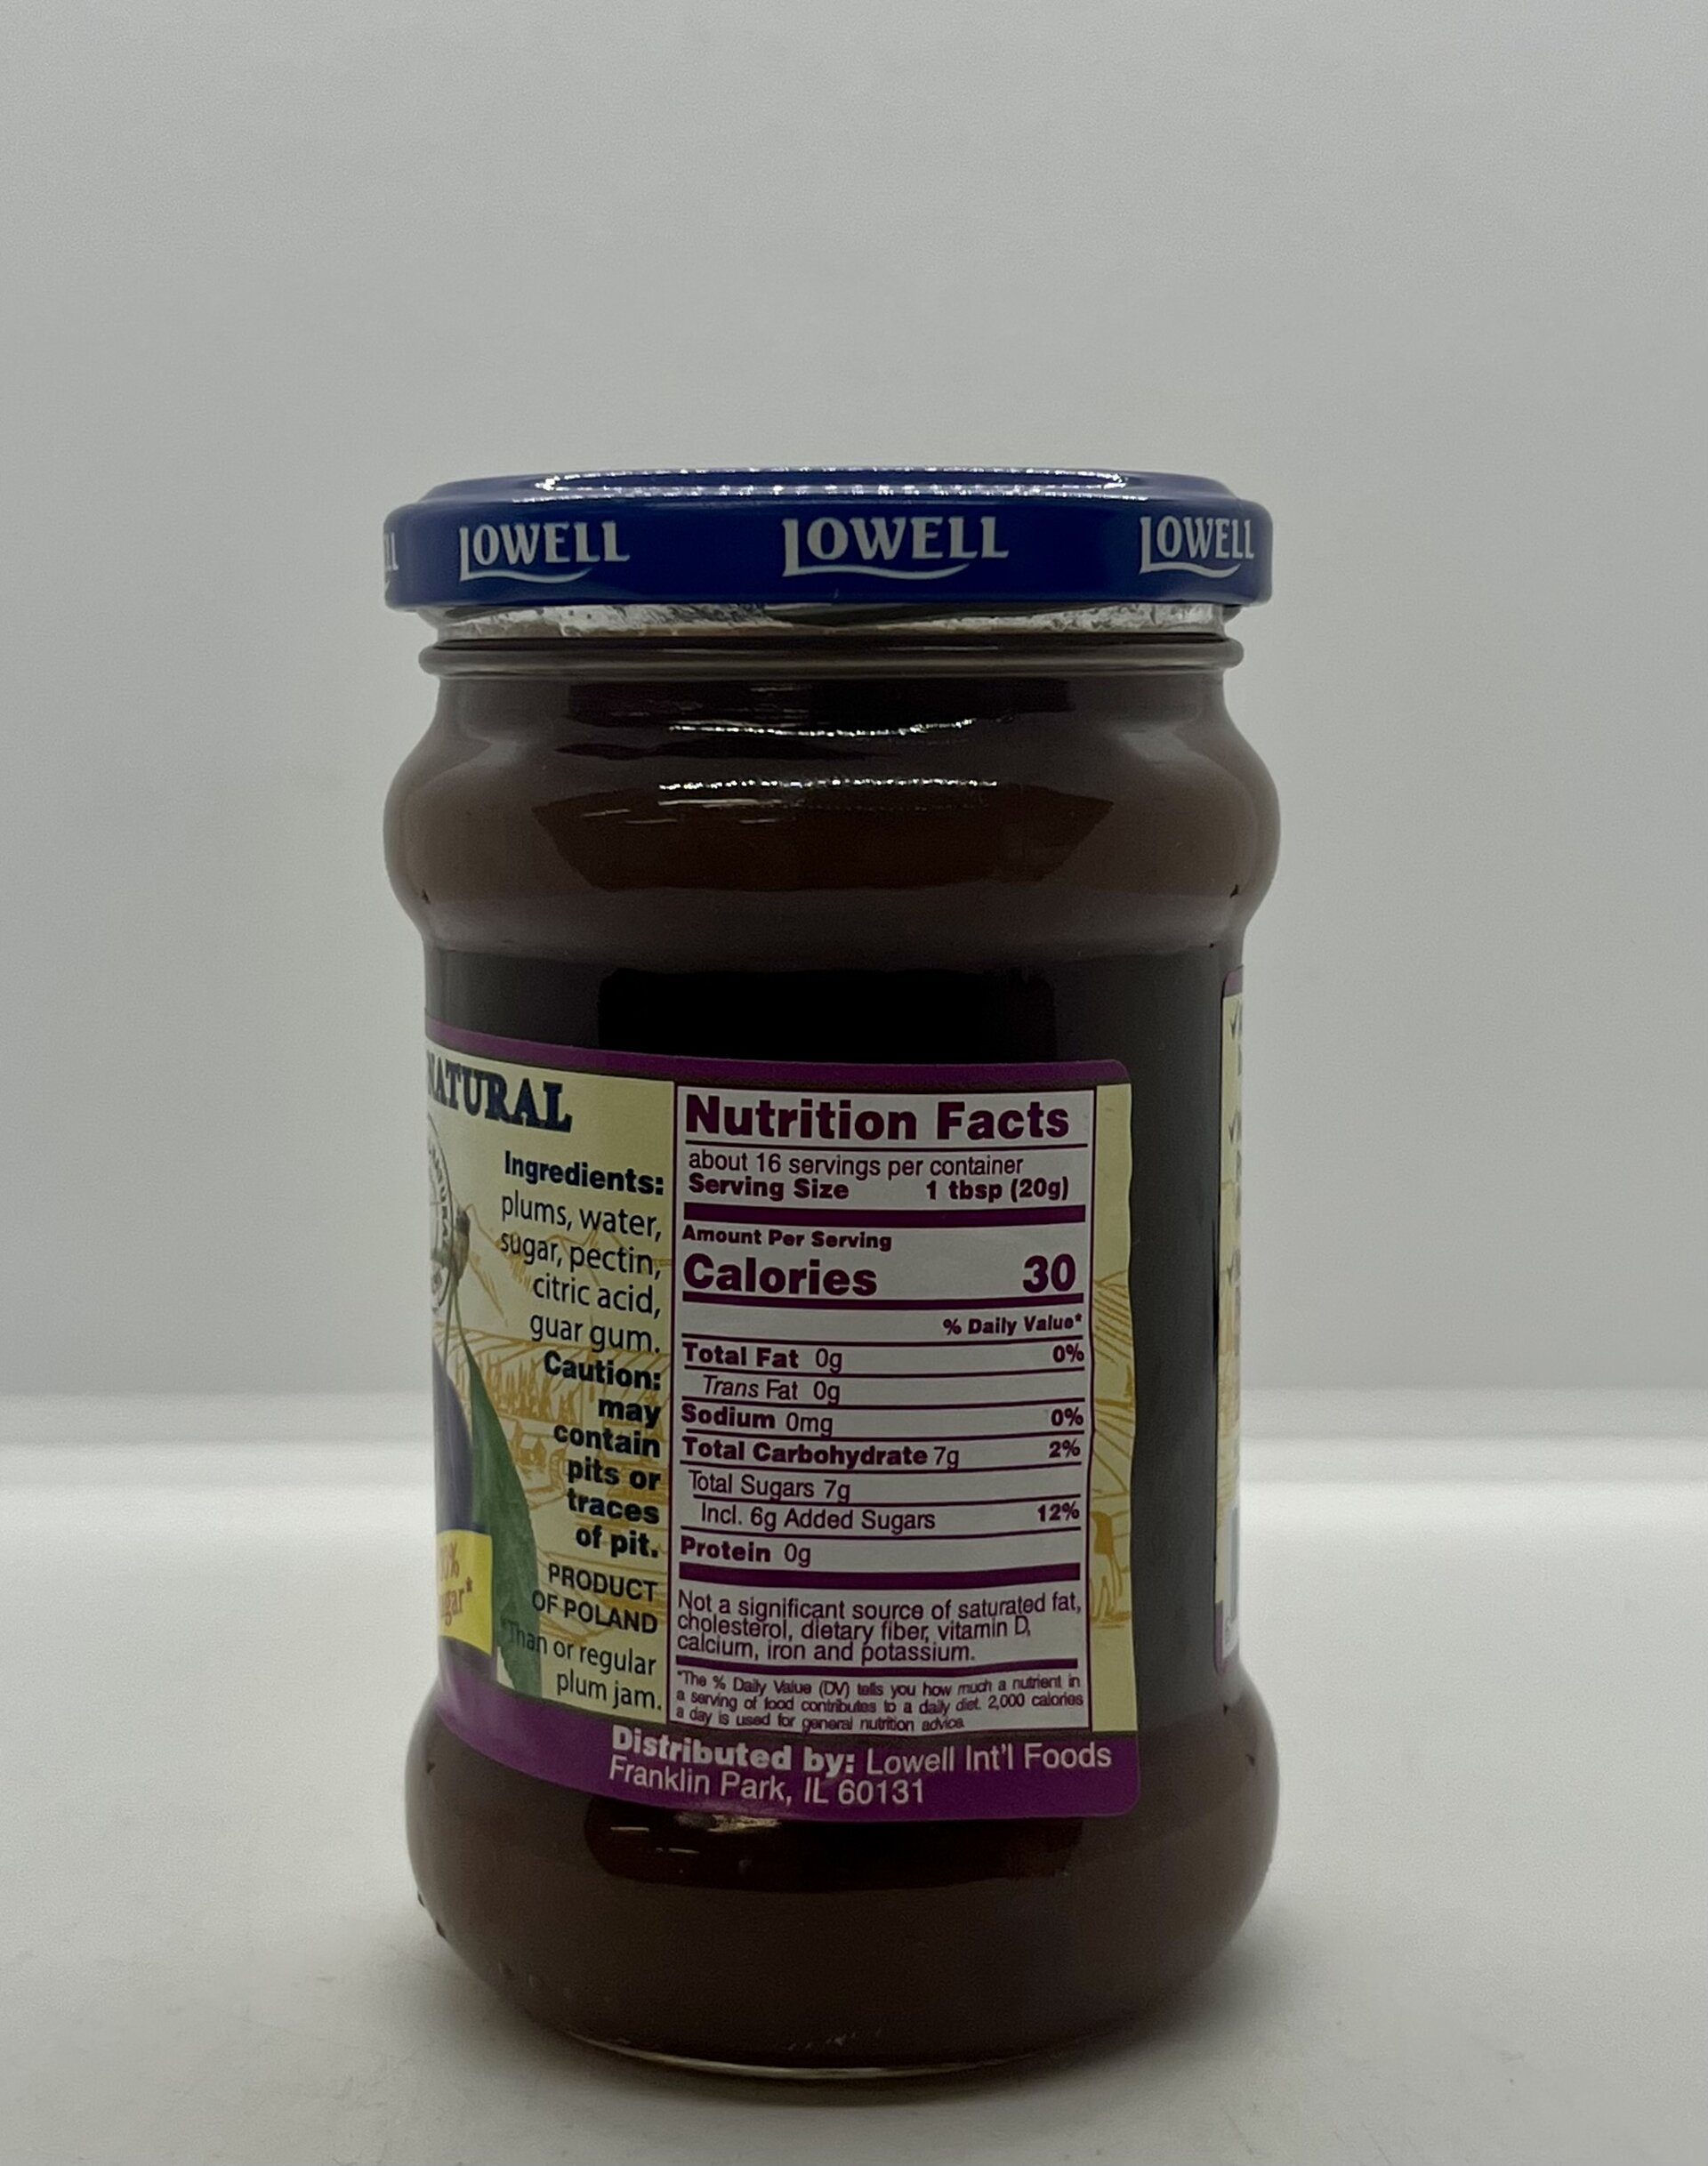 LOWELL LOWELL LOWELL
NATURAL
Ingredients:
plums, water,
sugar, pectin,
citric acid,
guar gum.
Caution:
may
contain
pits or
traces
of pit.
PRODUCT
OF POLAND
*Than or regular
plum jam.
Nutrition Facts
about 16 servings per container
Serving Size 1 tbsp (20g)
Amount Per Serving
Calories 30
% Daily Value*
Total Fat 0g 0%
Trans Fat 0g
Sodium 0mg 0%
Total Carbohydrate 7g 2%
Total Sugars 7g
Incl. 6g Added Sugars 12%
Protein 0g
Not a significant source of saturated fat,
cholesterol, dietary fiber, vitamin D,
calcium, iron and potassium.
*The % Daily Value (DV) tells you how much a nutrient in
a serving of food contributes to a daily diet. 2,000 calories
a day is used for general nutrition advice.
Distributed by: Lowell Int'l Foods
Franklin Park, IL 60131